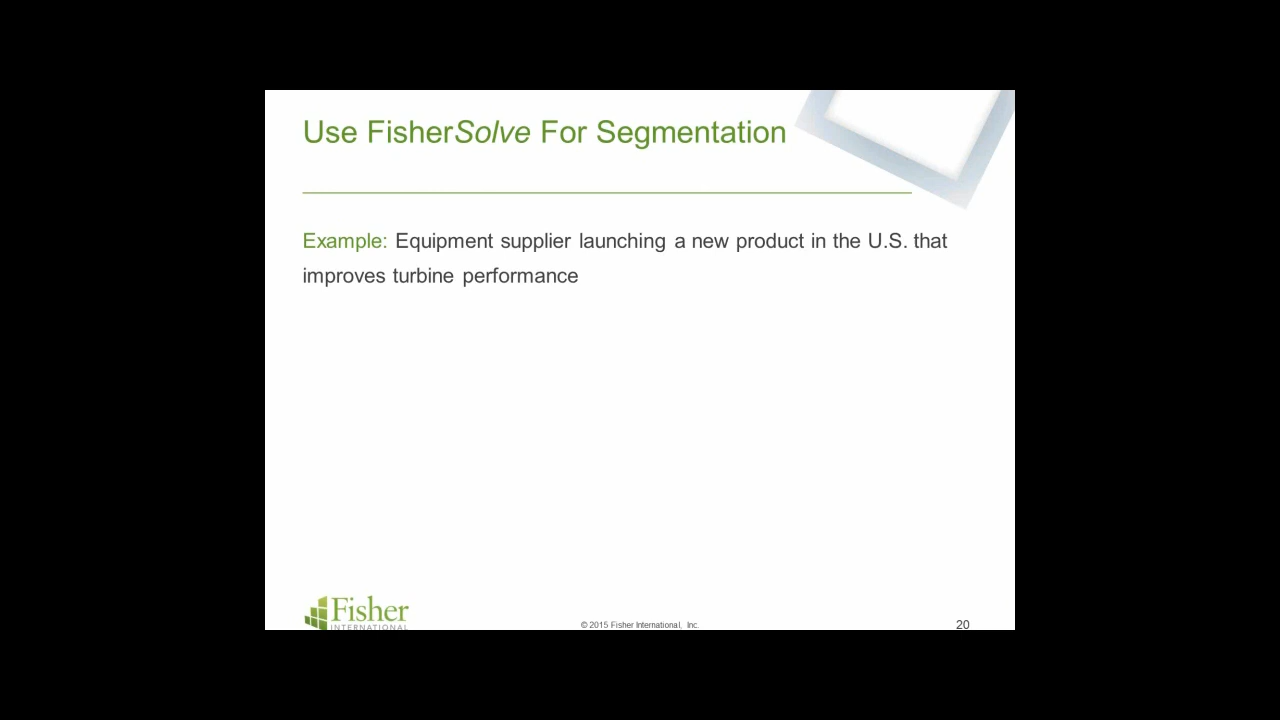 Use FisherSolve For Segmentation
Example: Equipment supplier launching a new product in the U.S. that
improves turbine performance
Fisher
INTERNATIONAL
© 2015 Fisher International, Inc.
20